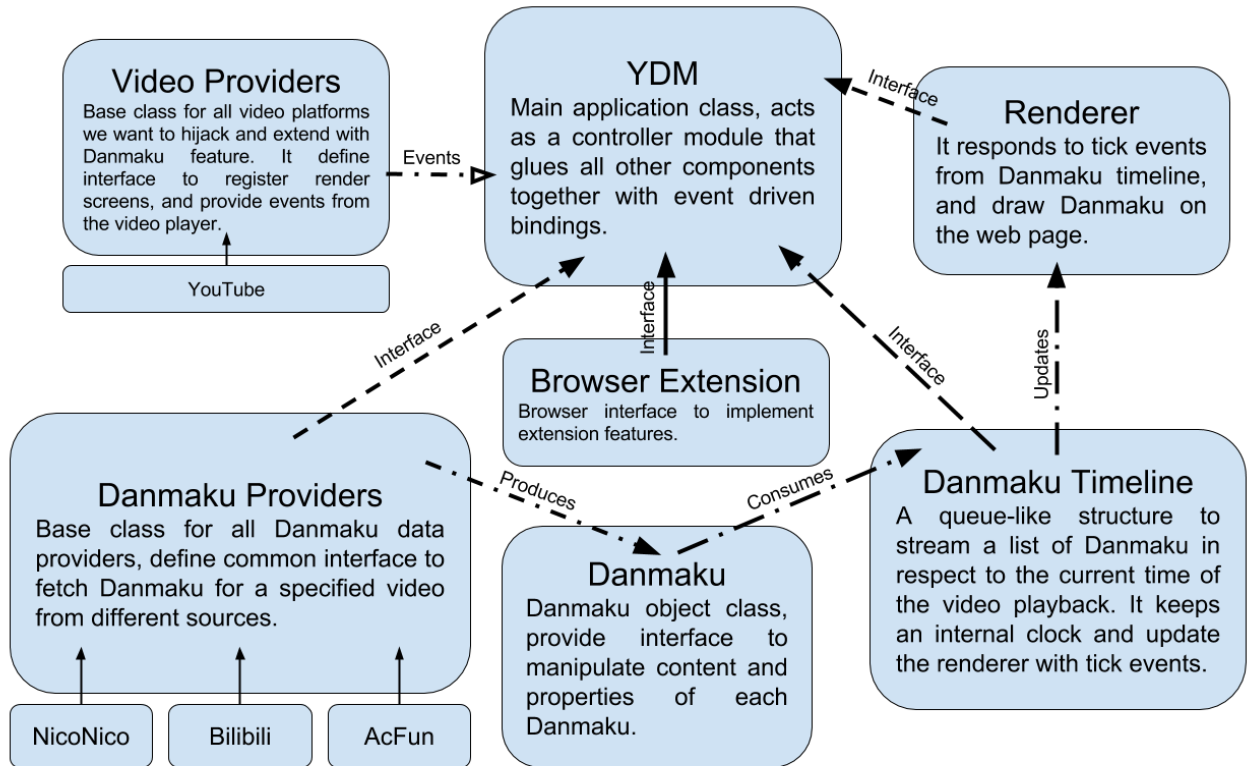 Video Providers
Base class for all video platforms
we want to hijack and extend with
Danmaku feature. It define
interface to register render
screens, and provide events from
the video player.
YouTube
Events
YDM
Main application class, acts
as a controller module that
glues all other components
together with event driven
bindings.
Interface
Renderer
It responds to tick events
from Danmaku timeline,
and draw Danmaku on
the web page.
Interface
Interface
Interface
Updates
Browser Extension
Browser interface to implement
extension features.
Danmaku Providers
Base class for all Danmaku data
providers, define common interface to
fetch Danmaku for a specified video
from different sources.
NicoNico
Bilibili
AcFun
Produces
Consumes
Danmaku
Danmaku object class,
provide interface to
manipulate content and
properties of each
Danmaku.
Danmaku Timeline
A queue-like structure to
stream a list of Danmaku in
respect to the current time of
the video playback. It keeps
an internal clock and update
the renderer with tick events.